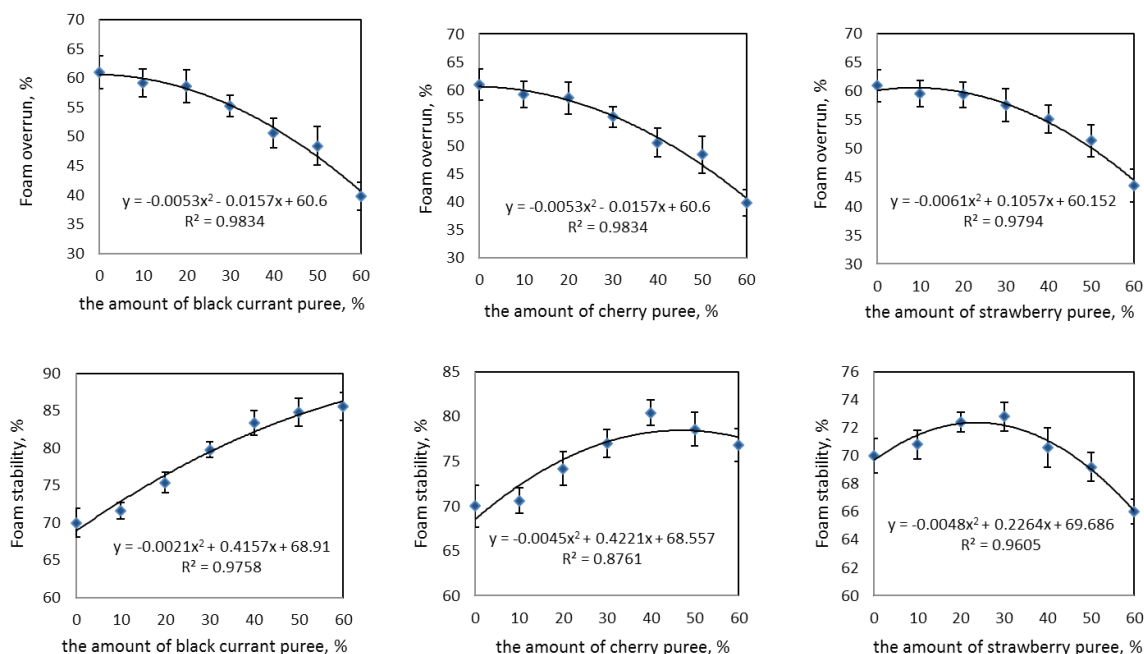 70
65
60
55
50
45
40
35
30
Foam overrun, %
y = -0.0053x² - 0.0157x + 60.6
R² = 0.9834
0 10 20 30 40 50 60
the amount of black currant puree, %
70
65
60
55
50
45
40
35
30
Foam overrun, %
y = -0.0053x² - 0.0157x + 60.6
R² = 0.9834
0 10 20 30 40 50 60
the amount of cherry puree, %
70
65
60
55
50
45
40
35
30
Foam overrun, %
y = -0.0061x² + 0.1057x + 60.152
R² = 0.9794
0 10 20 30 40 50 60
the amount of strawberry puree, %
90
85
80
75
70
65
60
Foam stability, %
y = -0.0021x² + 0.4157x + 68.91
R² = 0.9758
0 10 20 30 40 50 60
the amount of black currant puree, %
85
80
75
70
65
60
Foam stability, %
y = -0.0045x² + 0.4221x + 68.557
R² = 0.8761
0 10 20 30 40 50 60
the amount of cherry puree, %
76
74
72
70
68
66
64
62
60
Foam stability, %
y = -0.0048x² + 0.2264x + 69.686
R² = 0.9605
0 10 20 30 40 50 60
the amount of strawberry puree, %